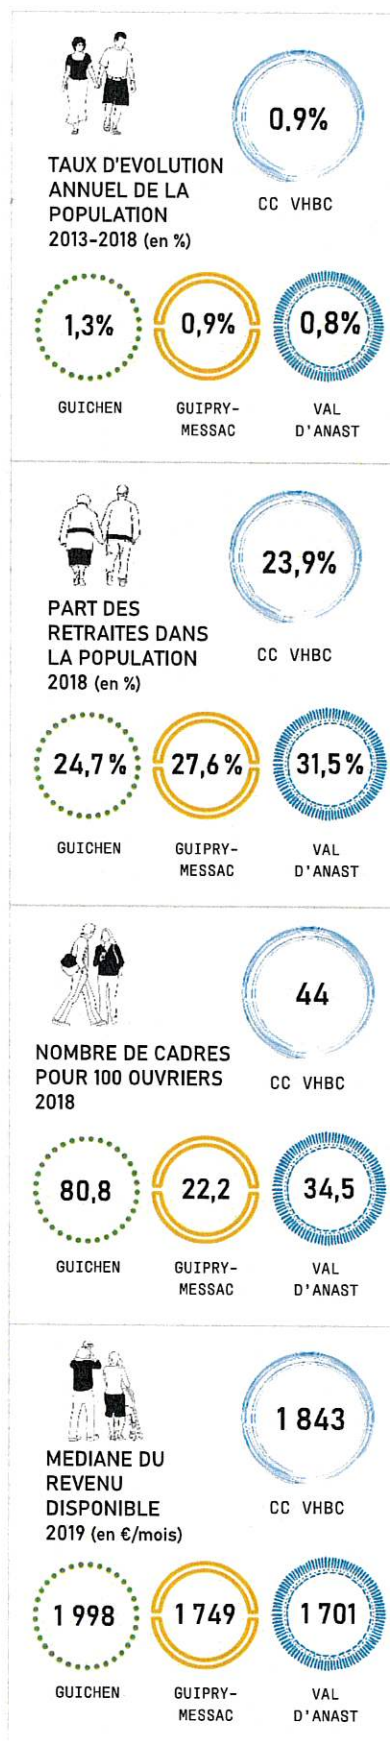 0,9%
TAUX D'EVOLUTION
ANNUEL DE LA
POPULATION
2013-2018 (en %)
CC VHBC
1,3%
0,9%
0,8%
GUICHEN
GUIPRY-
MESSAC
VAL
D'ANAST
23,9%
PART DES
RETRAITES DANS
LA POPULATION
2018 (en %)
CC VHBC
24,7%
27,6%
31,5%
GUICHEN
GUIPRY-
MESSAC
VAL
D'ANAST
44
NOMBRE DE CADRES
POUR 100 OUVRIERS
2018
CC VHBC
80,8
22,2
34,5
GUICHEN
GUIPRY-
MESSAC
VAL
D'ANAST
1 843
MEDIANE DU
REVENU
DISPONIBLE
2019 (en €/mois)
CC VHBC
1 998
1 749
1 701
GUICHEN
GUIPRY-
MESSAC
VAL
D'ANAST